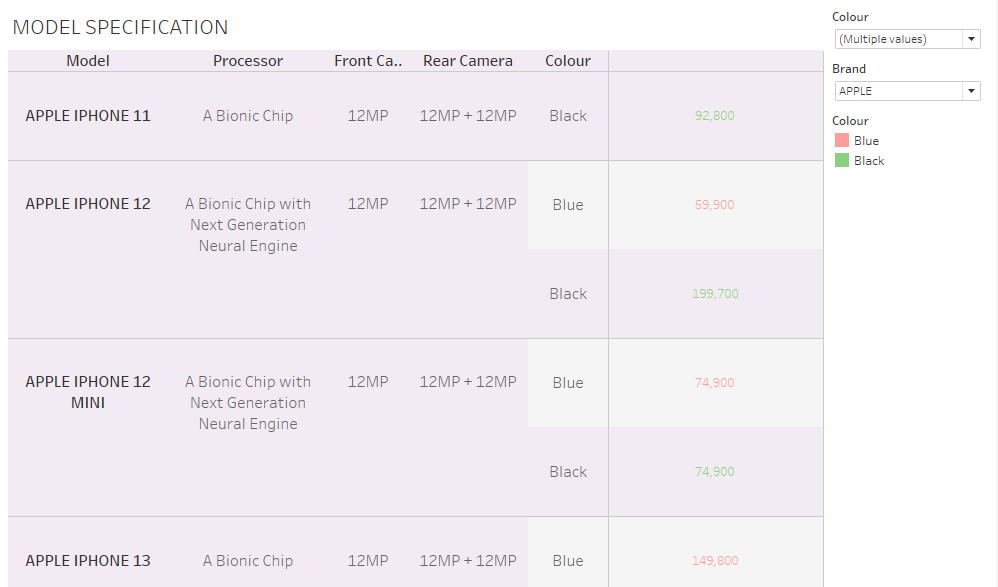 MODEL SPECIFICATION
Model Processor Front Ca.. Rear Camera Colour
APPLE IPHONE 11 A Bionic Chip 12MP 12MP + 12MP Black 92,800
APPLE IPHONE 12 A Bionic Chip with 12MP 12MP + 12MP Blue 59,900
Next Generation
Neural Engine
Black 199,700
APPLE IPHONE 12 A Bionic Chip with 12MP 12MP + 12MP Blue 74,900
MINI Next Generation
Neural Engine
Black 74,900
APPLE IPHONE 13 A Bionic Chip 12MP 12MP + 12MP Blue 149,800
Colour
(Multiple values)
Brand
APPLE
Colour
Blue
Black